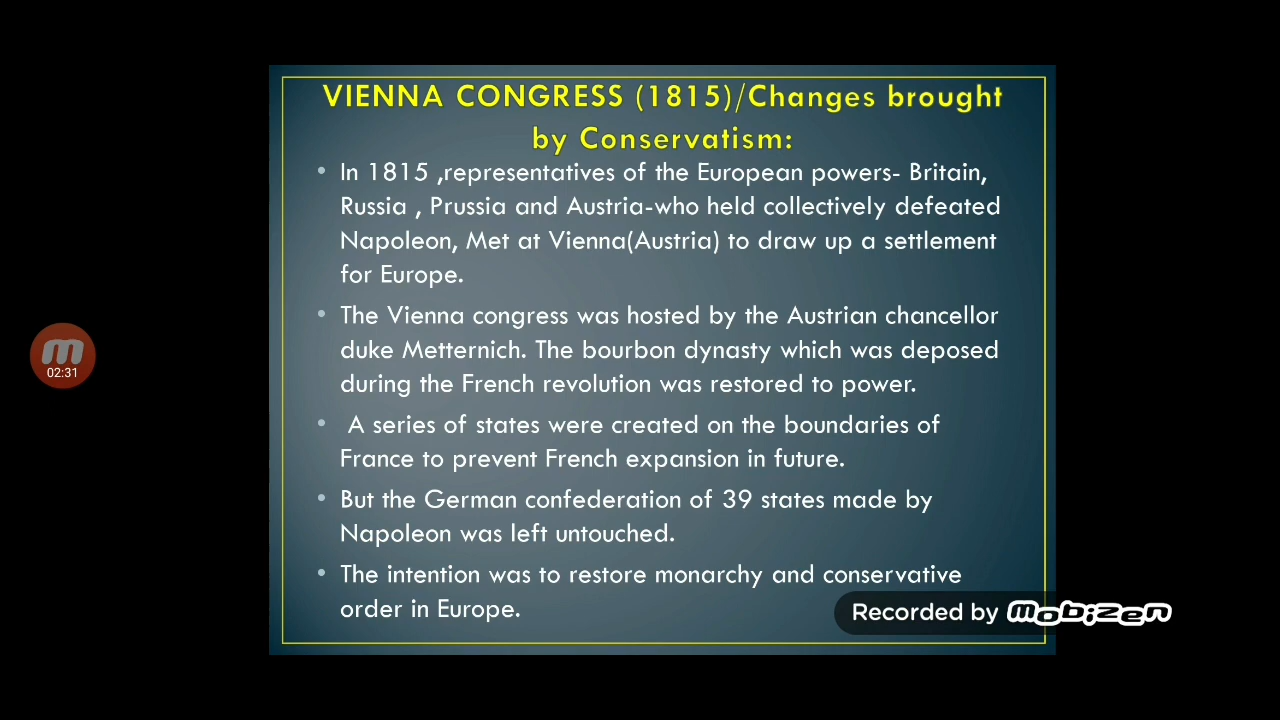 VIENNA CONGRESS (1815)/Changes brought
by Conservatism:
• In 1815 ,representatives of the European powers- Britain,
Russia , Prussia and Austria-who held collectively defeated
Napoleon, Met at Vienna(Austria) to draw up a settlement
for Europe.
• The Vienna congress was hosted by the Austrian chancellor
duke Metternich. The bourbon dynasty which was deposed
during the French revolution was restored to power.
• A series of states were created on the boundaries of
France to prevent French expansion in future.
• But the German confederation of 39 states made by
Napoleon was left untouched.
• The intention was to restore monarchy and conservative
order in Europe.
02:31
Recorded by mobizen